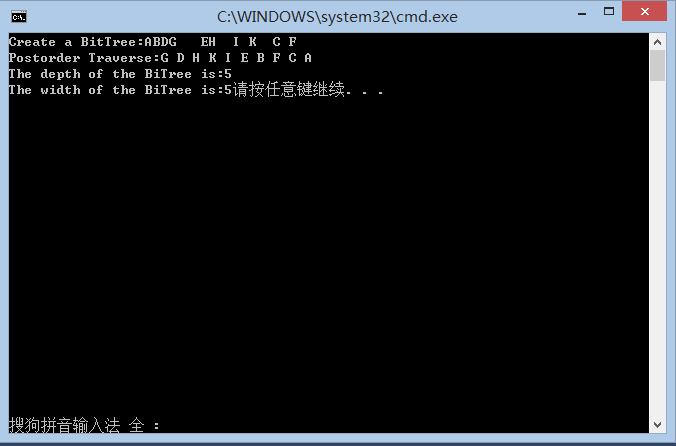 C:\WINDOWS\system32\cmd.exe
Create a BitTree:ABDG   EH  I K  C F
Postorder Traverse:G D H K I E B F C A
The depth of the BiTree is:5
The width of the BiTree is:5请按任意键继续. . .
搜狗拼音输入法 全 :